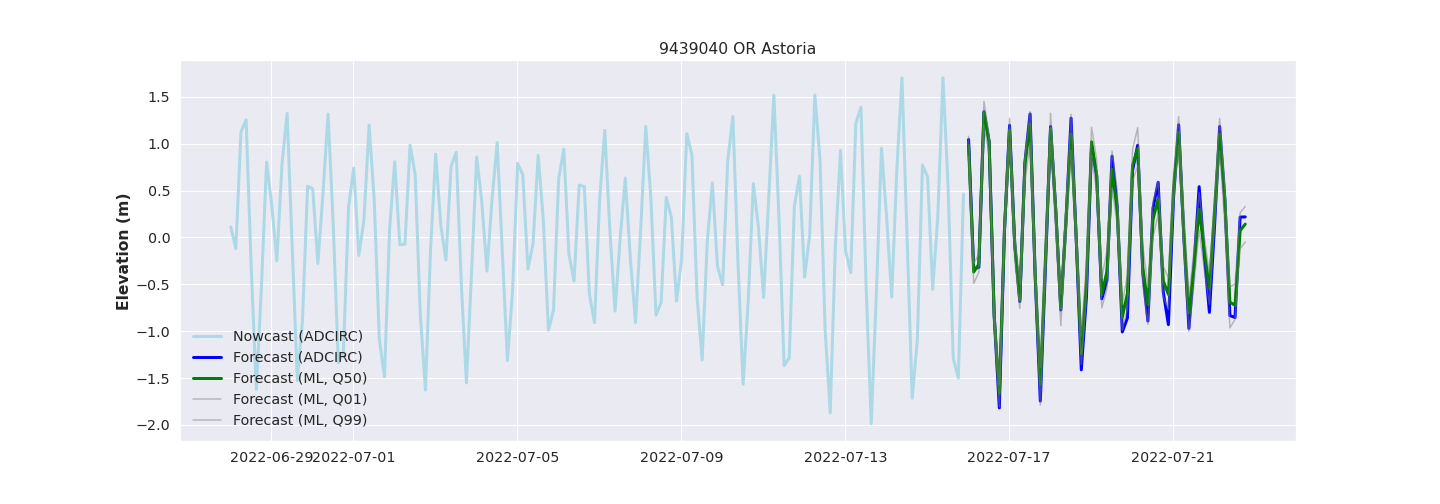 9439040 OR Astoria
Elevation (m)
1.5
1.0
0.5
0.0
−0.5
−1.0
−1.5
−2.0
Nowcast (ADCIRC)
Forecast (ADCIRC)
Forecast (ML, Q50)
Forecast (ML, Q01)
Forecast (ML, Q99)
2022-06-29 2022-07-01 2022-07-05 2022-07-09 2022-07-13 2022-07-17 2022-07-21